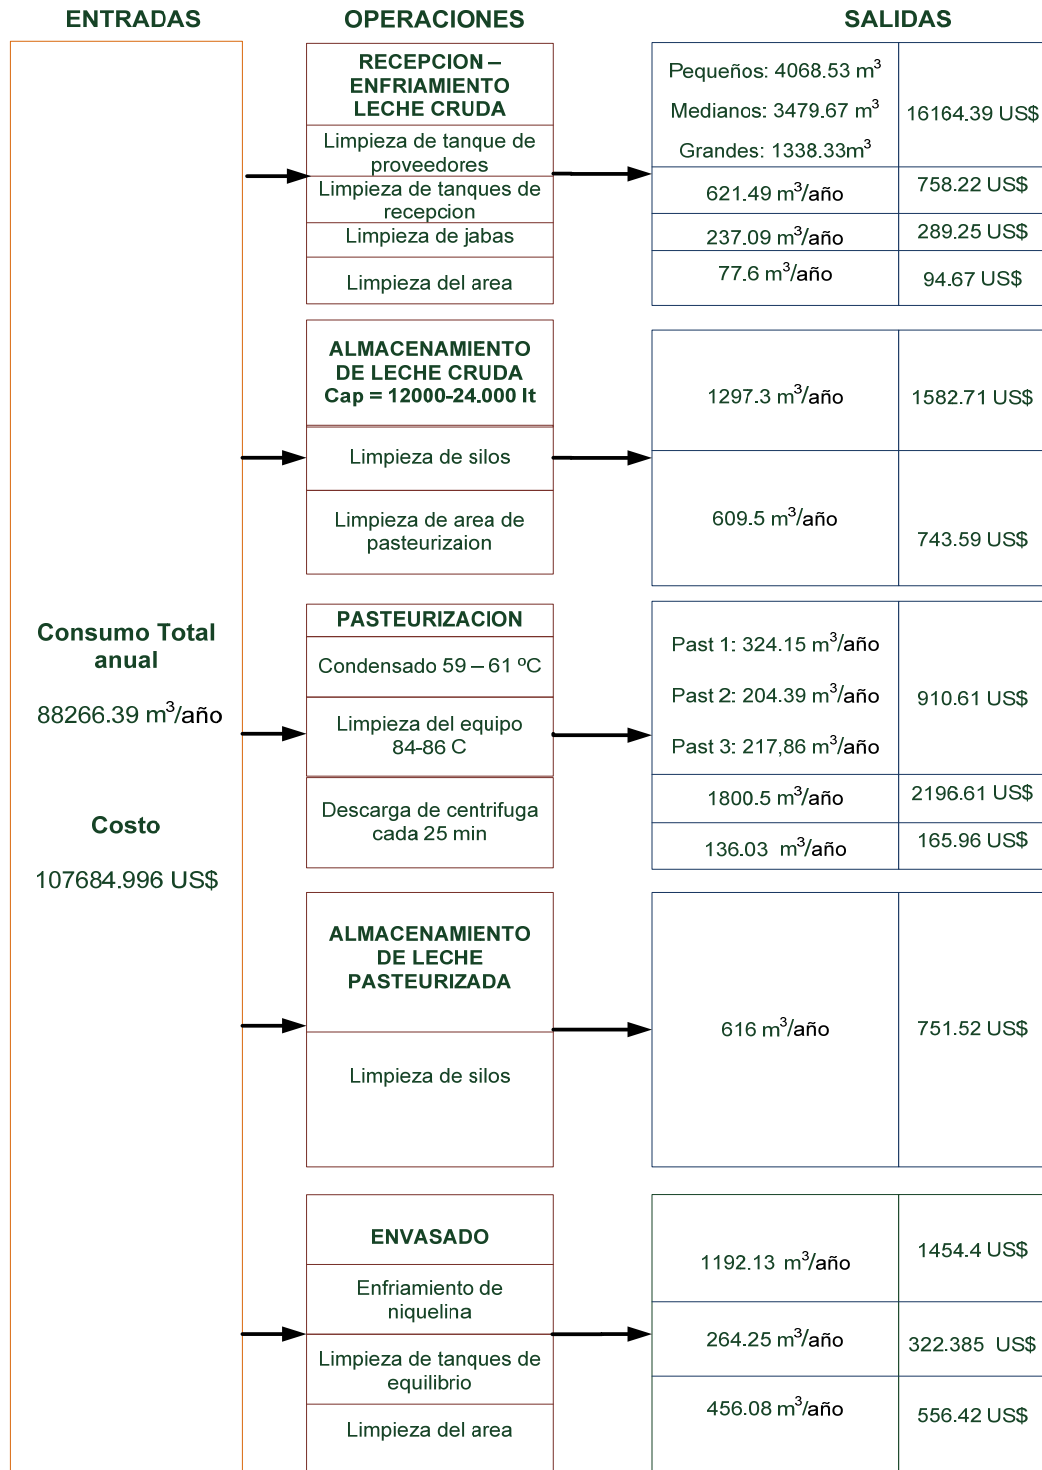 ENTRADAS
OPERACIONES
SALIDAS
Consumo Total
anual
88266.39 m³/año
Costo
107684.996 US$
RECEPCION –
ENFRIAMIENTO
LECHE CRUDA
Limpieza de tanque de
proveedores
Limpieza de tanques de
recepcion
Limpieza de jabas
Limpieza del area
Pequeños: 4068.53 m³
Medianos: 3479.67 m³
Grandes: 1338.33m³
16164.39 US$
621.49 m³/año
758.22 US$
237.09 m³/año
289.25 US$
77.6 m³/año
94.67 US$
ALMACENAMIENTO
DE LECHE CRUDA
Cap = 12000-24.000 lt
Limpieza de silos
Limpieza de area de
pasteurizaion
1297.3 m³/año
1582.71 US$
609.5 m³/año
743.59 US$
PASTEURIZACION
Condensado 59 – 61 ºC
Limpieza del equipo
84-86 C
Descarga de centrifuga
cada 25 min
Past 1: 324.15 m³/año
Past 2: 204.39 m³/año
Past 3: 217,86 m³/año
910.61 US$
1800.5 m³/año
2196.61 US$
136.03 m³/año
165.96 US$
ALMACENAMIENTO
DE LECHE
PASTEURIZADA
Limpieza de silos
616 m³/año
751.52 US$
ENVASADO
Enfriamiento de
niquelina
Limpieza de tanques de
equilibrio
Limpieza del area
1192.13 m³/año
1454.4 US$
264.25 m³/año
322.385 US$
456.08 m³/año
556.42 US$